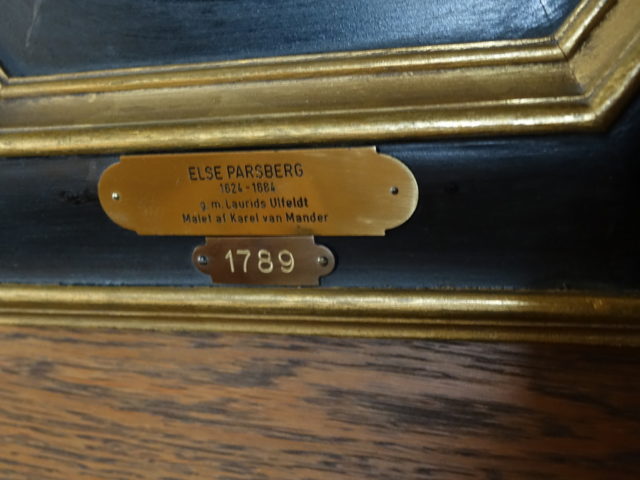 ELSE PARSBERG
1624-1684
g. m. Laurids Ulfeldt
Malet af Karel van Mander
1789